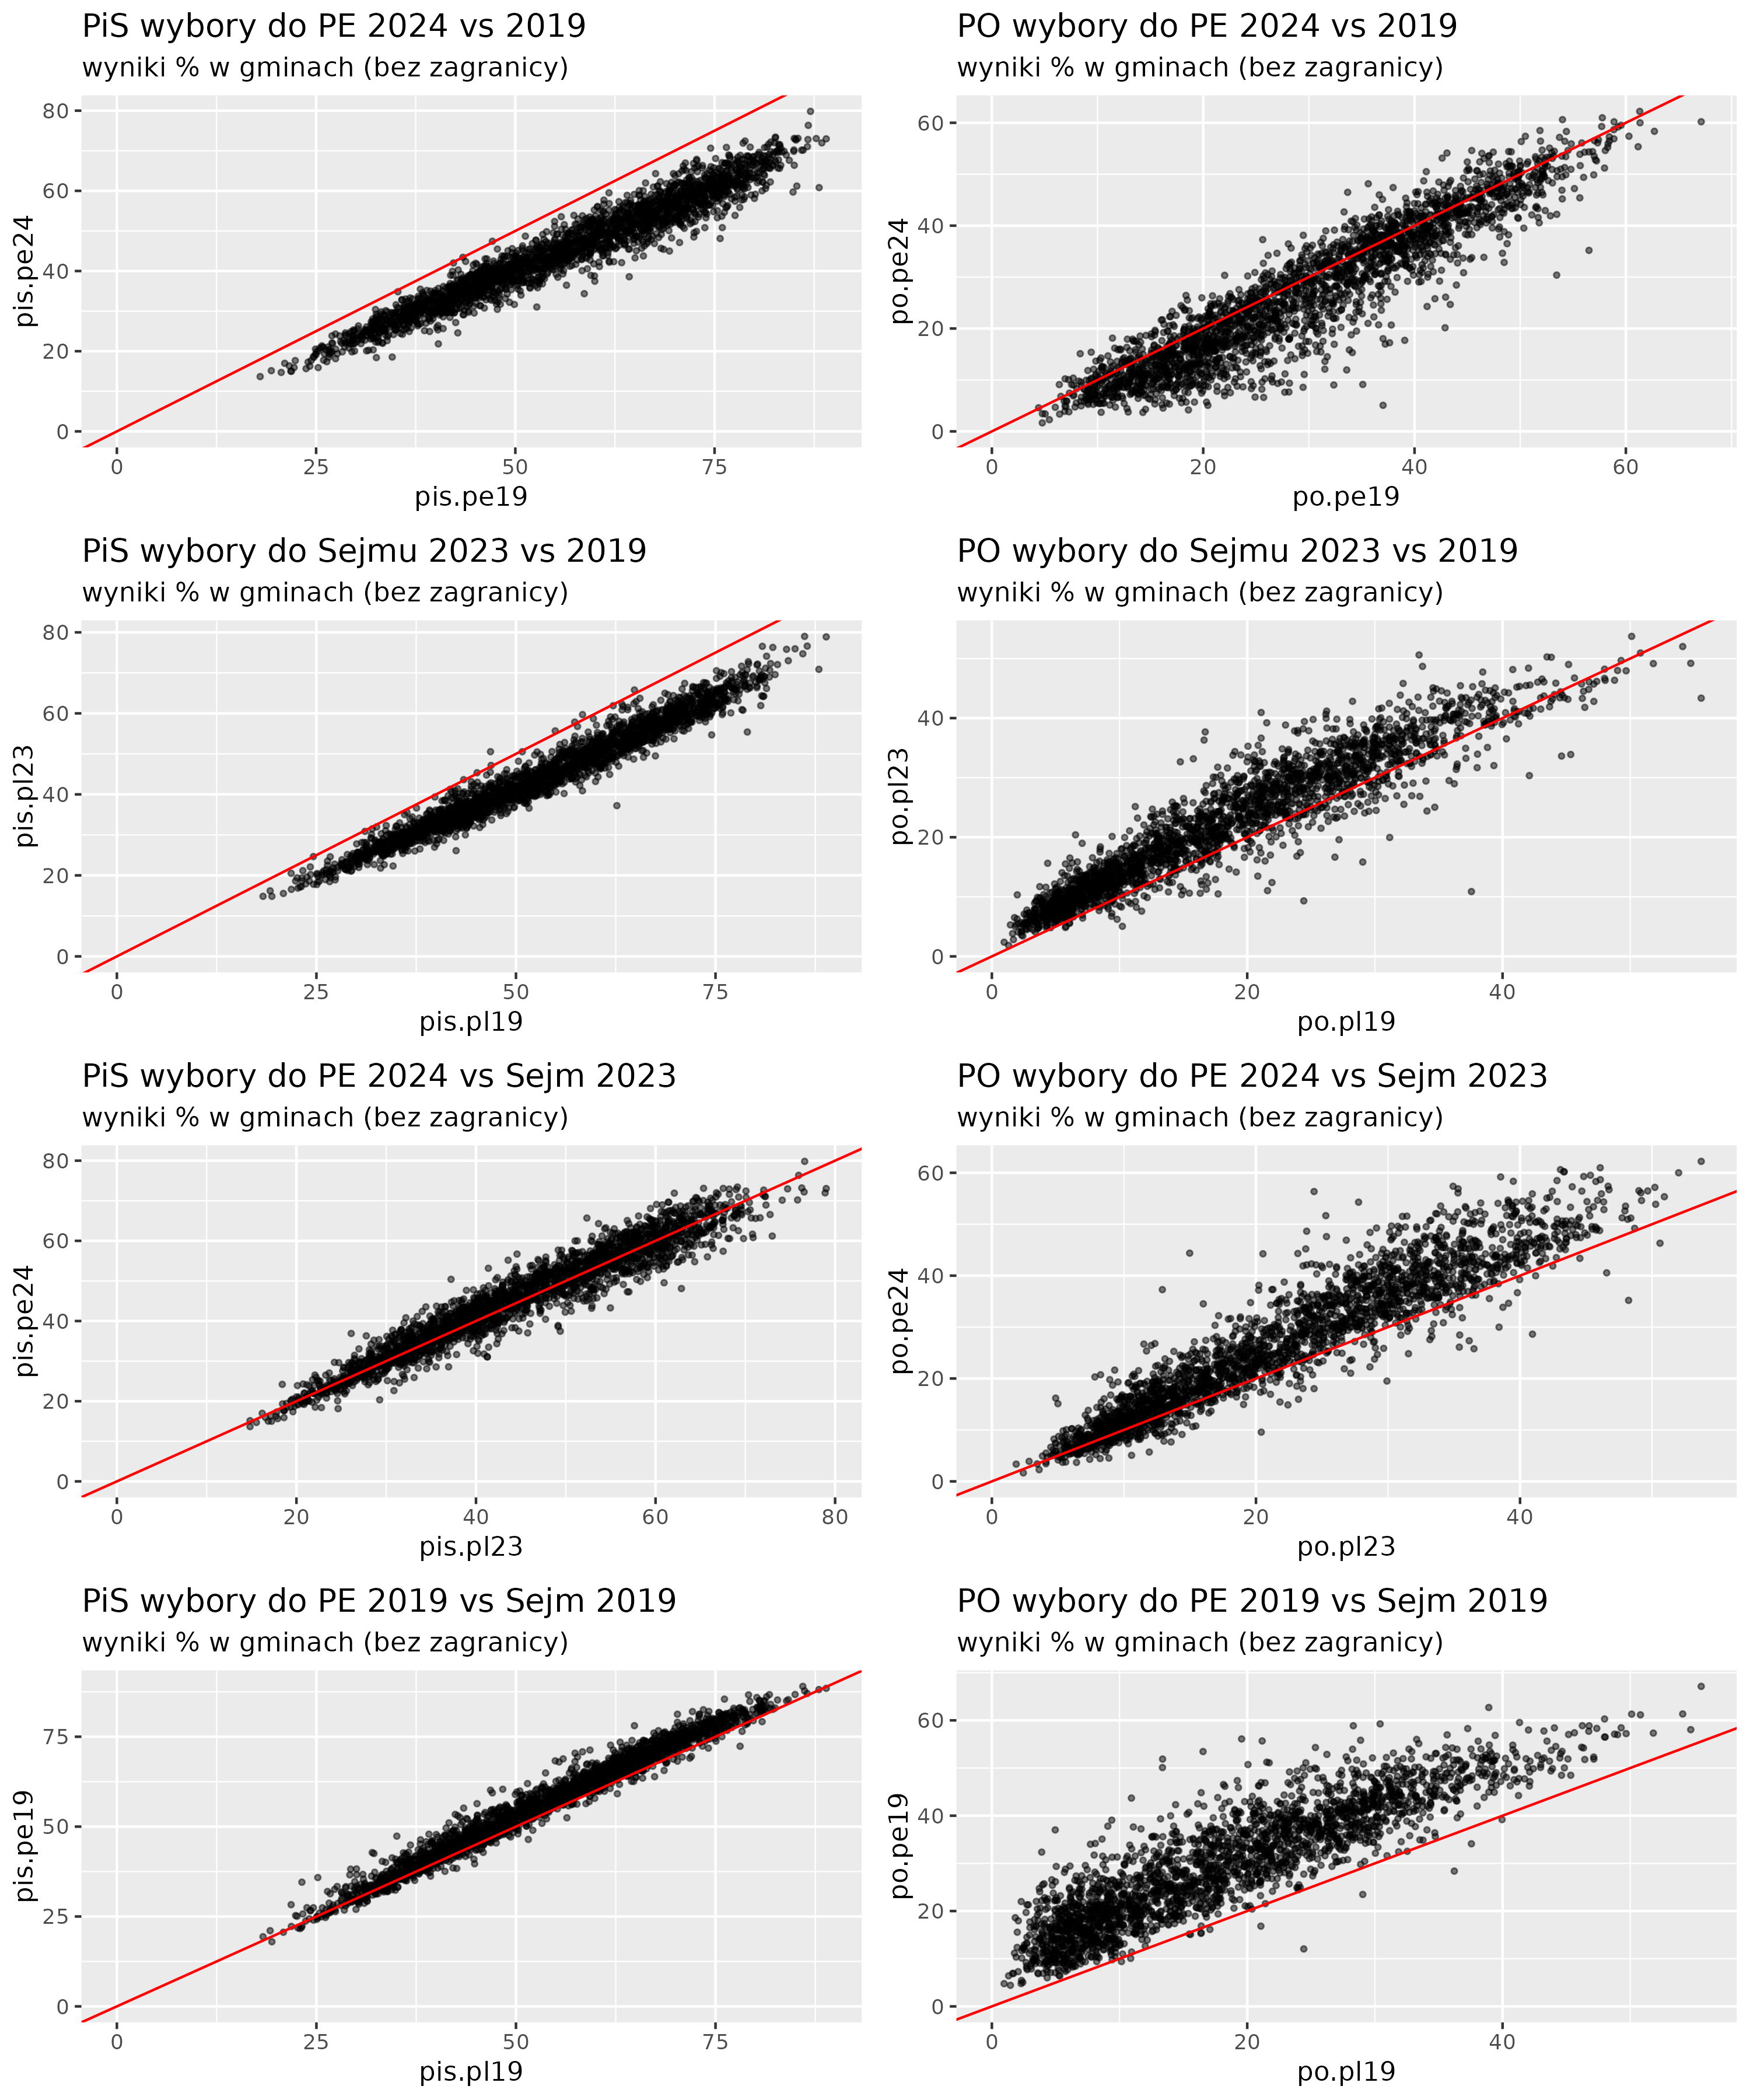 PiS wybory do PE 2024 vs 2019
wyniki % w gminach (bez zagranicy)
80
60
40
20
0
pis.pe24
0 25 50 75
pis.pe19
PO wybory do PE 2024 vs 2019
wyniki % w gminach (bez zagranicy)
60
40
20
0
po.pe24
0 20 40 60
po.pe19
PiS wybory do Sejmu 2023 vs 2019
wyniki % w gminach (bez zagranicy)
80
60
40
20
0
pis.pl23
0 25 50 75
pis.pl19
PO wybory do Sejmu 2023 vs 2019
wyniki % w gminach (bez zagranicy)
40
20
0
po.pl23
0 20 40
po.pl19
PiS wybory do PE 2024 vs Sejm 2023
wyniki % w gminach (bez zagranicy)
80
60
40
20
0
pis.pe24
0 20 40 60 80
pis.pl23
PO wybory do PE 2024 vs Sejm 2023
wyniki % w gminach (bez zagranicy)
60
40
20
0
po.pe24
0 20 40
po.pl23
PiS wybory do PE 2019 vs Sejm 2019
wyniki % w gminach (bez zagranicy)
75
50
25
0
pis.pe19
0 25 50 75
pis.pl19
PO wybory do PE 2019 vs Sejm 2019
wyniki % w gminach (bez zagranicy)
60
40
20
0
po.pe19
0 20 40
po.pl19